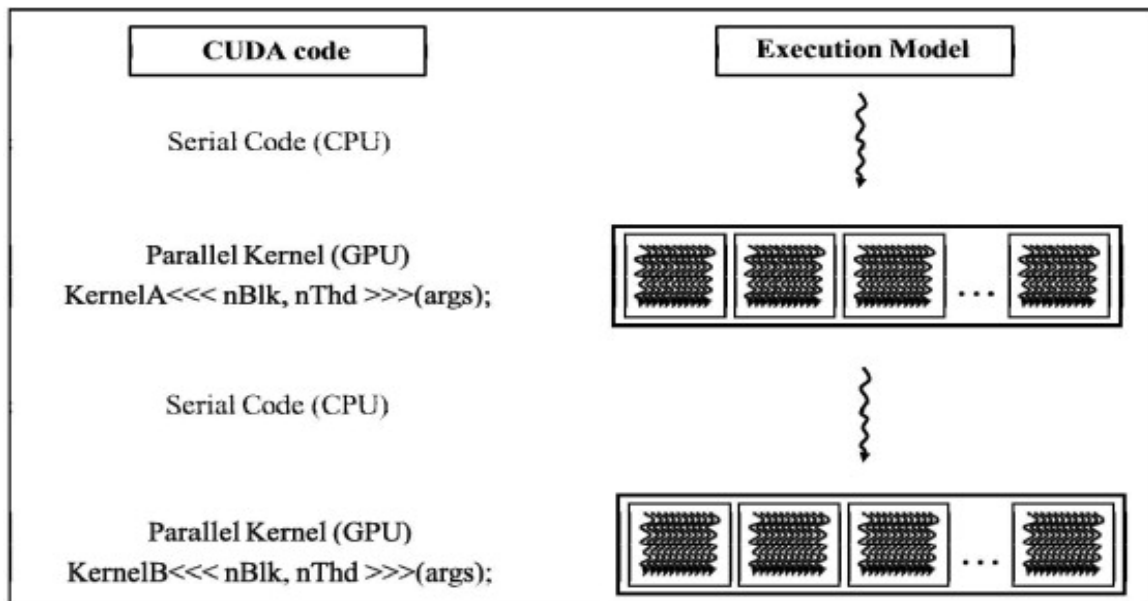 CUDA code
Execution Model
Serial Code (CPU)
Parallel Kernel (GPU)
KernelA<<< nBlk, nThd >>>(args);
...
Serial Code (CPU)
Parallel Kernel (GPU)
KernelB<<< nBlk, nThd >>>(args);
...